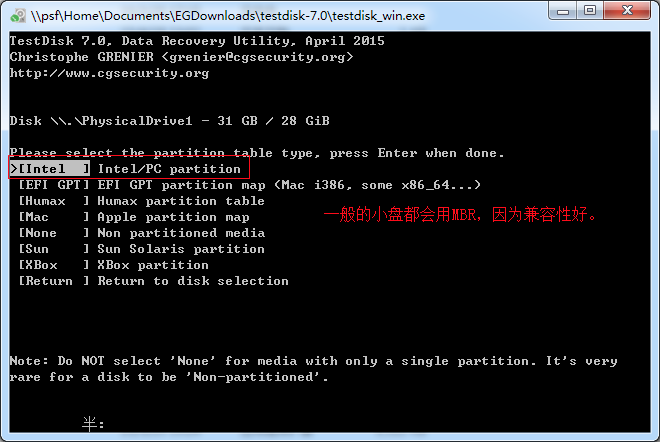 \\psf\Home\Documents\EGDownloads\testdisk-7.0\testdisk_win.exe
TestDisk 7.0, Data Recovery Utility, April 2015
Christophe GRENIER <grenier@cgsecurity.org>
http://www.cgsecurity.org
Disk \\.\PhysicalDrive1 - 31 GB / 28 GiB
Please select the partition table type, press Enter when done.
>[Intel  ] Intel/PC partition
[EFI GPT] EFI GPT partition map (Mac i386, some x86_64...)
[Humax  ] Humax partition table
[Mac    ] Apple partition map
一般的小盘都会用MBR, 因为兼容性好。
[None   ] Non partitioned media
[Sun    ] Sun Solaris partition
[XBox   ] XBox partition
[Return ] Return to disk selection
Note: Do NOT select 'None' for media with only a single partition. It's very
rare for a disk to be 'Non-partitioned'.
半: